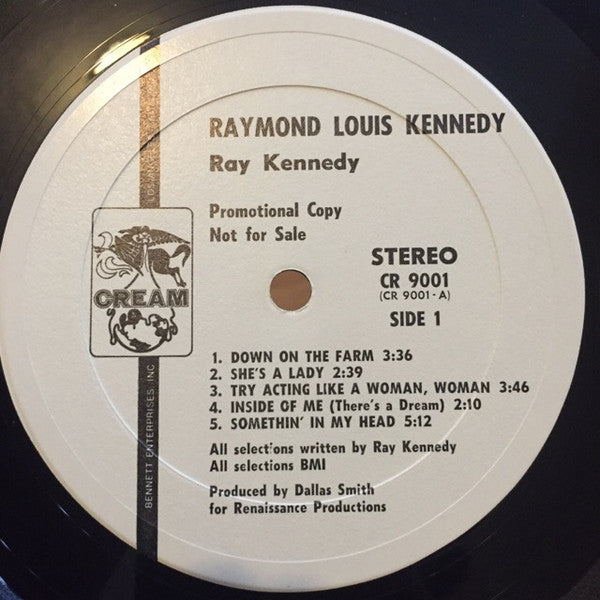 RAYMOND LOUIS KENNEDY
Ray Kennedy
Promotional Copy
Not for Sale
STEREO
CR 9001
(CR 9001-A)
SIDE 1
CREAM
1. DOWN ON THE FARM 3:36
2. SHE'S A LADY 2:39
3. TRY ACTING LIKE A WOMAN, WOMAN 3:46
4. INSIDE OF ME (There's a Dream) 2:10
5. SOMETHIN' IN MY HEAD 5:12
All selections written by Ray Kennedy
All selections BMI
Produced by Dallas Smith
for Renaissance Productions
BENNETT ENTERPRISES, INC.